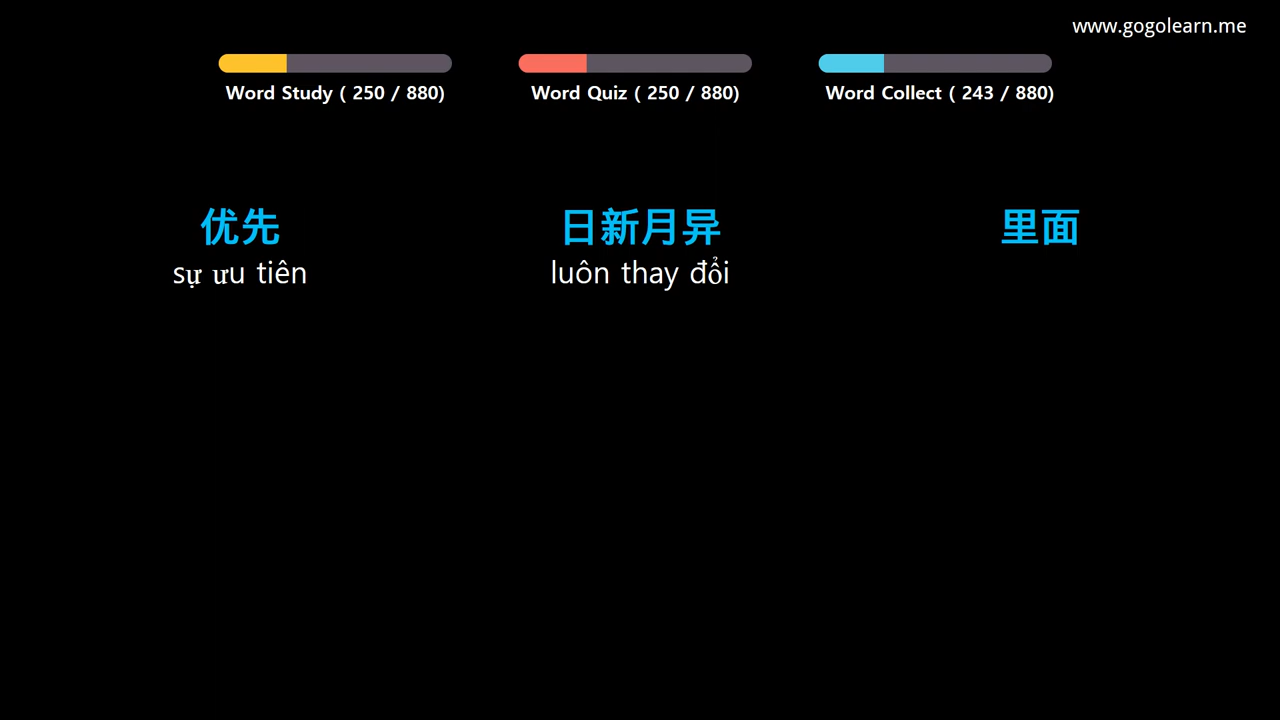 www.gogolearn.me
Word Study ( 250 / 880)
Word Quiz ( 250 / 880)
Word Collect ( 243 / 880)
优先
sự ưu tiên
日新月异
luôn thay đổi
里面